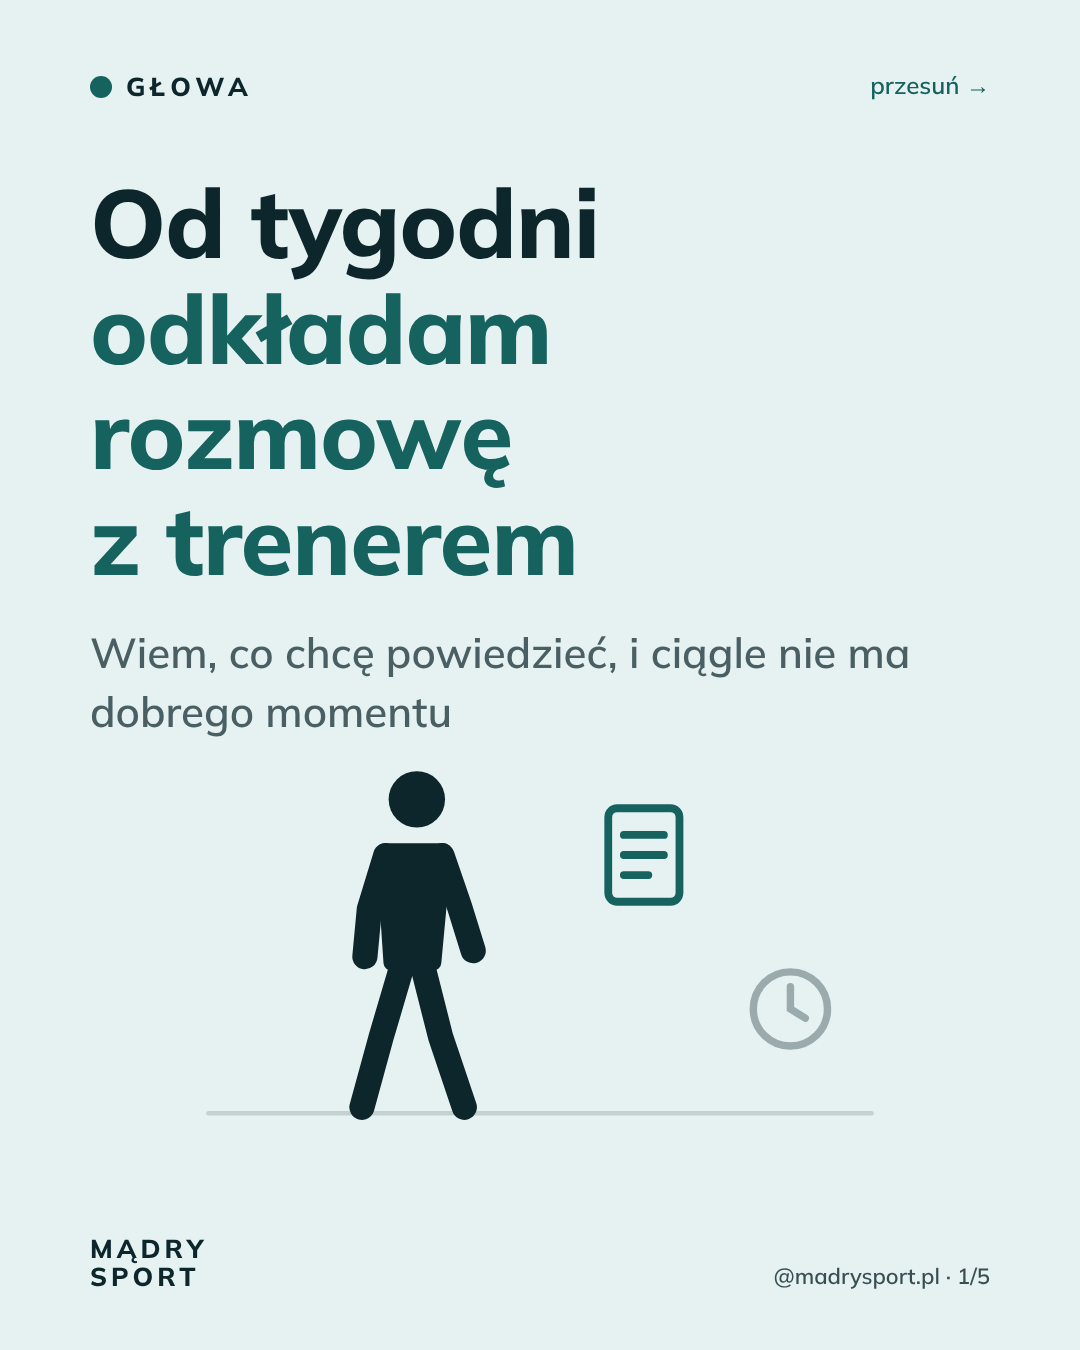 GŁOWA
przesuń →
Od tygodni
odkładam
rozmowę
z trenerem
Wiem, co chcę powiedzieć, i ciągle nie ma
dobrego momentu
MĄDRY
SPORT
@madrysport.pl · 1/5